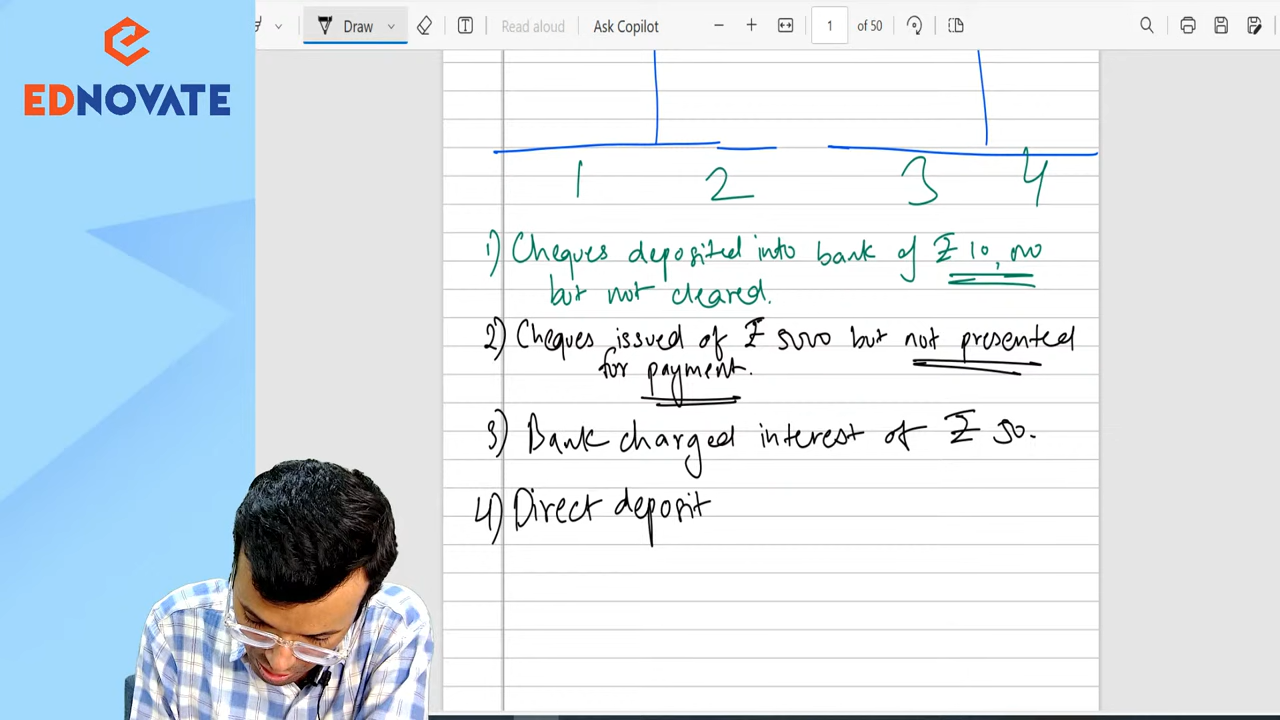 EDNOVATE
Draw
Read aloud
Ask Copilot
1 of 50
1 2 3 4
1) Cheques deposited into bank of ₹ 10,000
but not cleared.
2) Cheques issued of ₹ 5000 but not presented
for payment.
3) Bank charged interest of ₹ 50.
4) Direct deposit